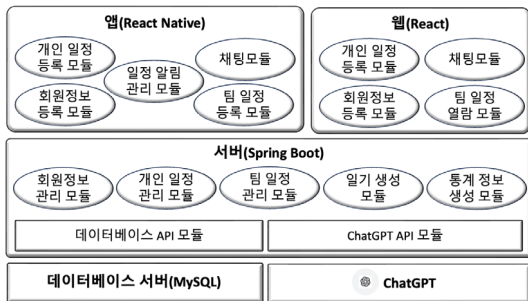 앱(React Native)
개인 일정
등록 모듈
일정 알림
관리 모듈
채팅모듈
회원정보
등록 모듈
팀 일정
등록 모듈
웹(React)
개인 일정
등록 모듈
채팅모듈
회원정보
등록 모듈
팀 일정
열람 모듈
서버(Spring Boot)
회원정보
관리 모듈
개인 일정
관리 모듈
팀 일정
관리 모듈
일기 생성
모듈
통계 정보
생성 모듈
데이터베이스 API 모듈
ChatGPT API 모듈
데이터베이스 서버(MySQL)
ChatGPT